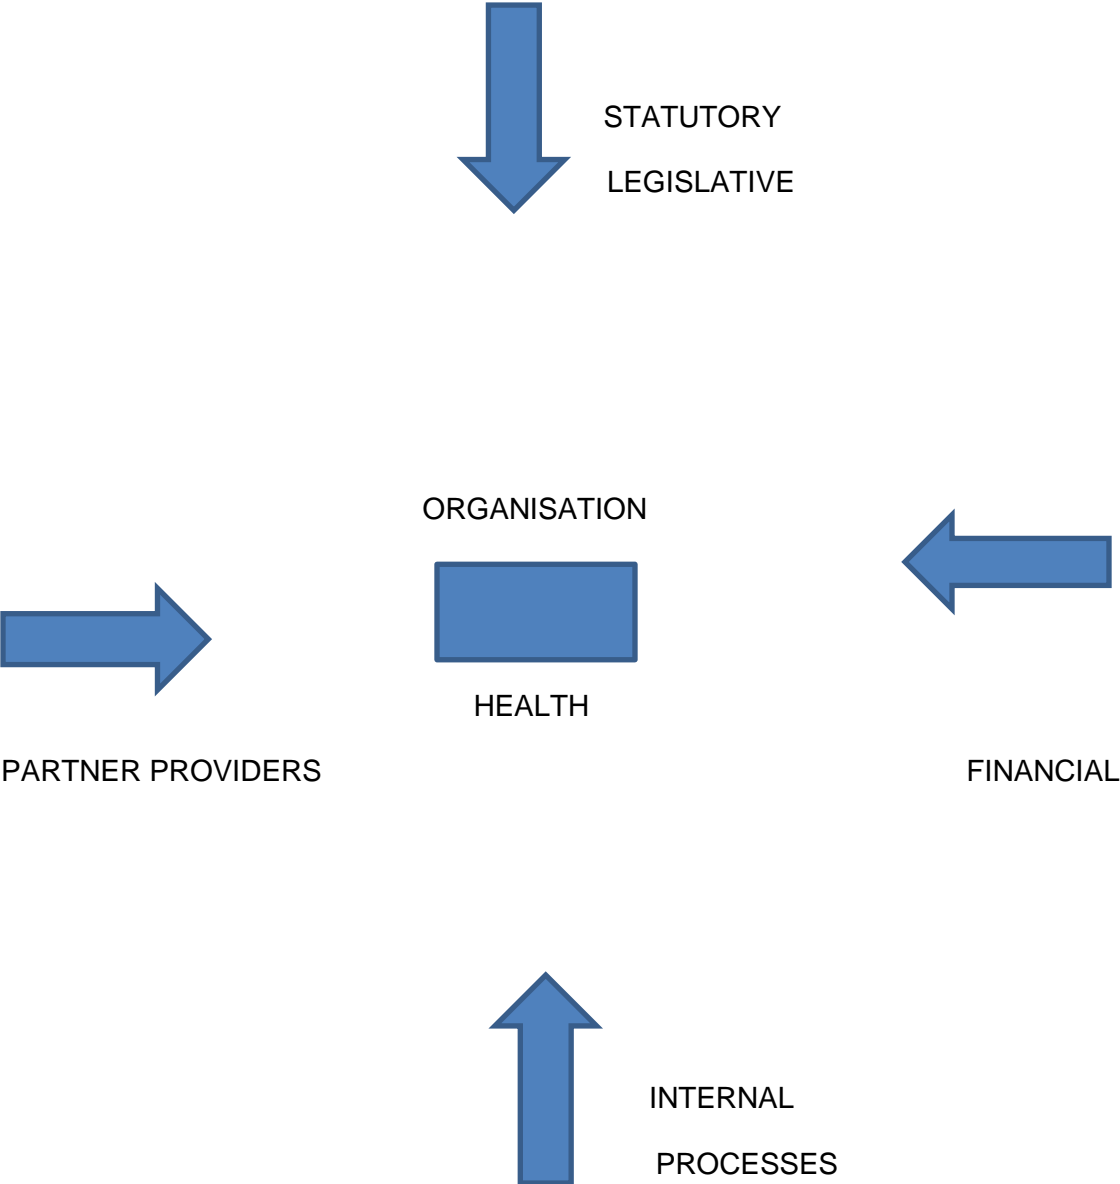 STATUTORY
LEGISLATIVE
ORGANISATION
HEALTH
PARTNER PROVIDERS
FINANCIAL
INTERNAL
PROCESSES